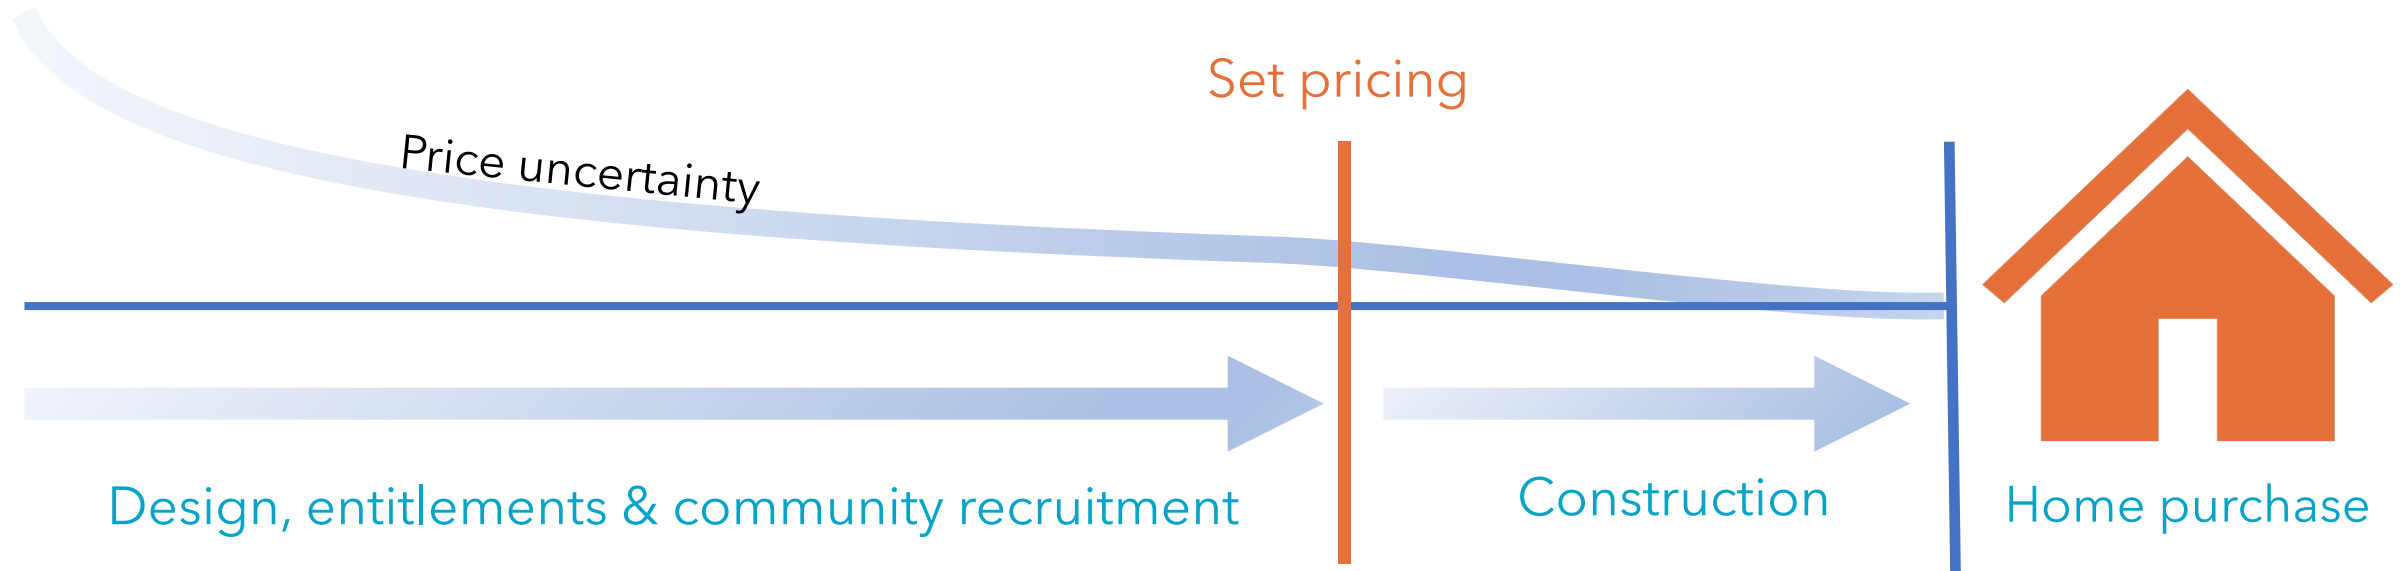 Set pricing
Price uncertainty
Design, entitlements & community recruitment
Construction
Home purchase